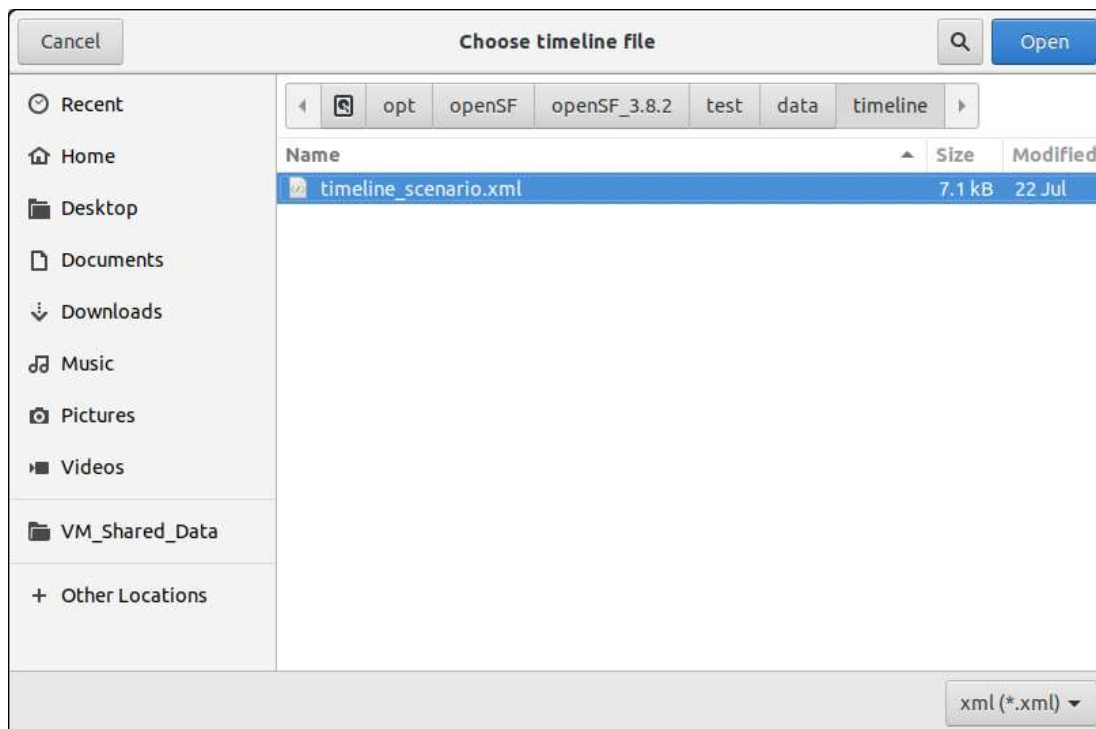 Cancel Choose timeline file Open
Recent
Home
Desktop
Documents
Downloads
Music
Pictures
Videos
VM_Shared_Data
+ Other Locations
opt openSF openSF_3.8.2 test data timeline
Name Size Modified
timeline_scenario.xml 7.1 kB 22 Jul
xml (*.xml)